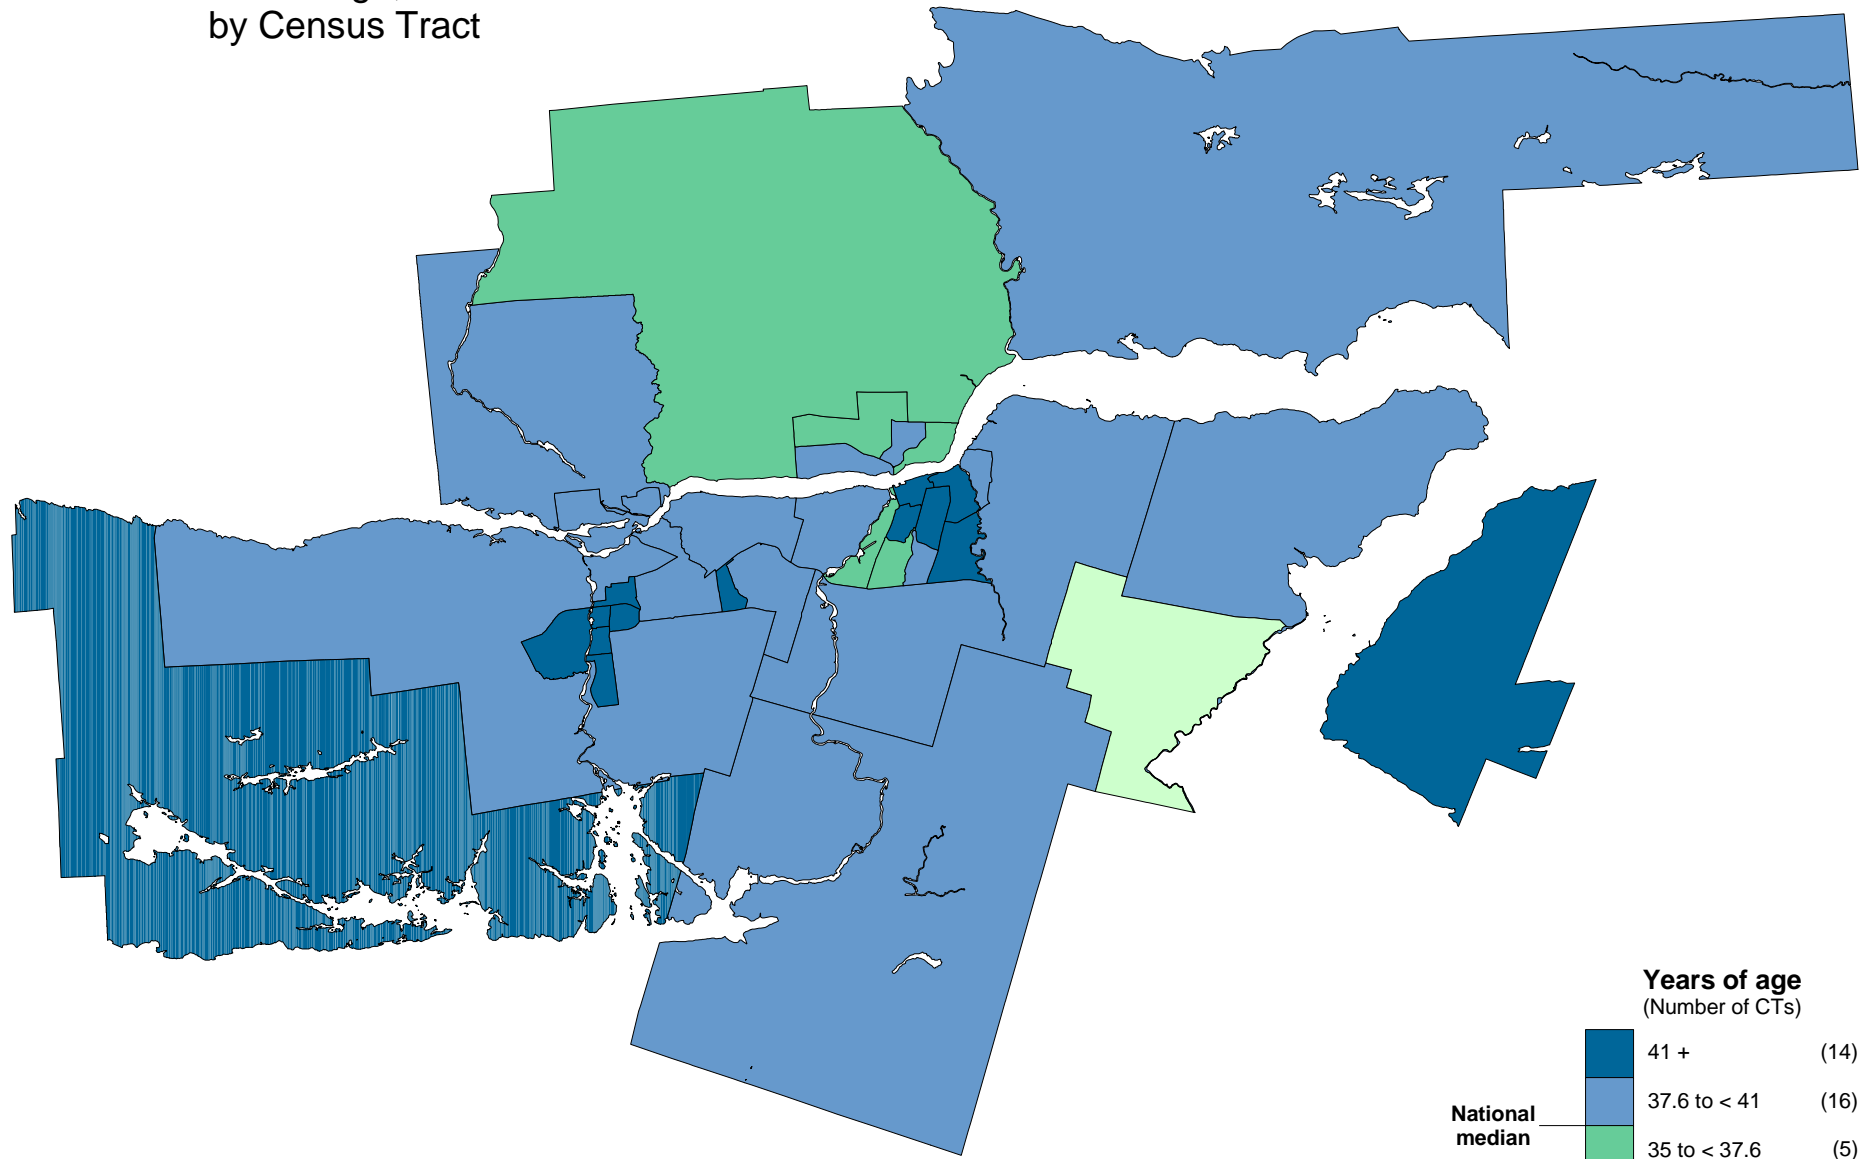 by Census Tract
Years of age
(Number of CTs)
41 + (14)
37.6 to < 41 (16)
National
median
35 to < 37.6 (5)